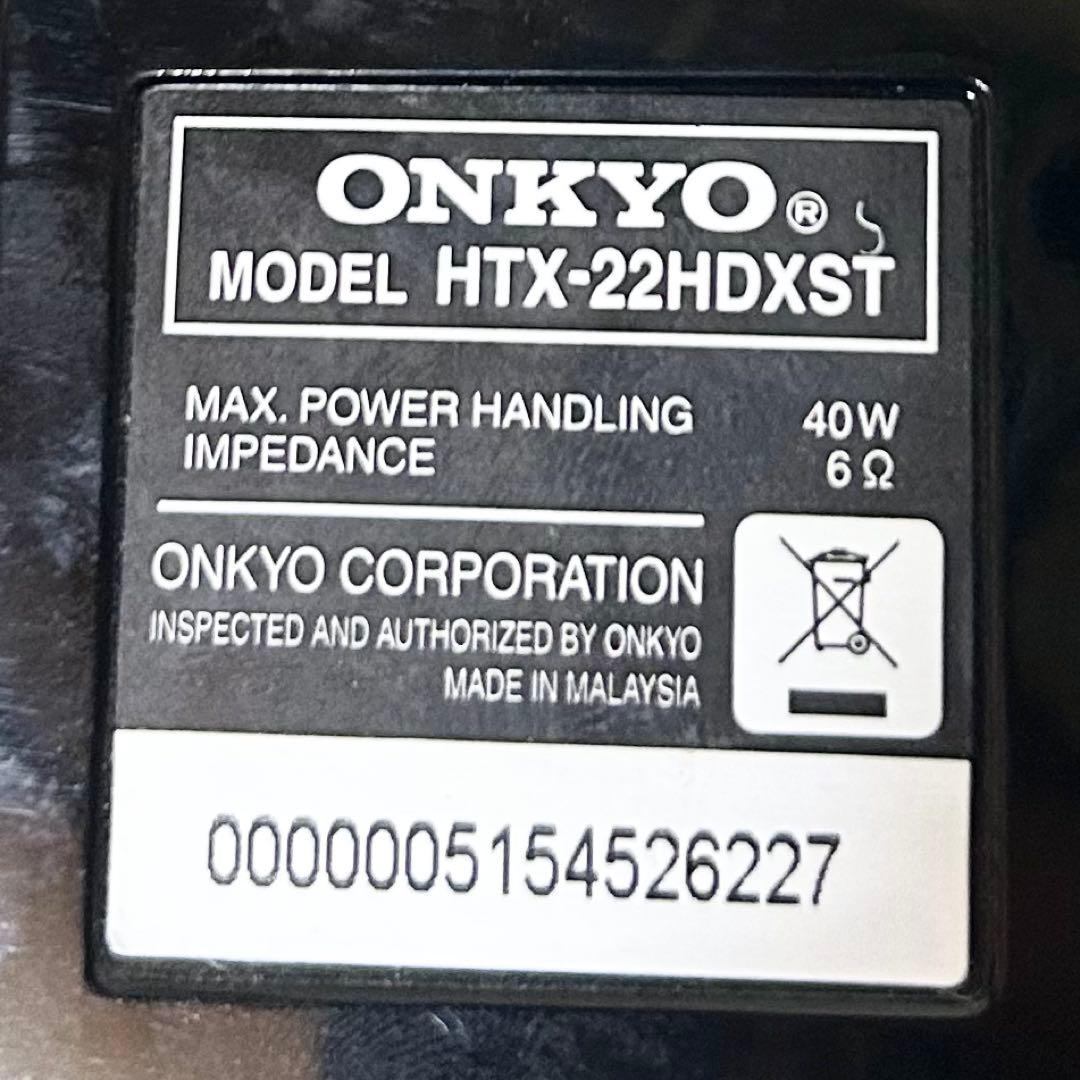 ONKYO®
MODEL HTX-22HDXST
MAX. POWER HANDLING 40W
IMPEDANCE 6Ω
ONKYO CORPORATION
INSPECTED AND AUTHORIZED BY ONKYO
MADE IN MALAYSIA
0000005154526227